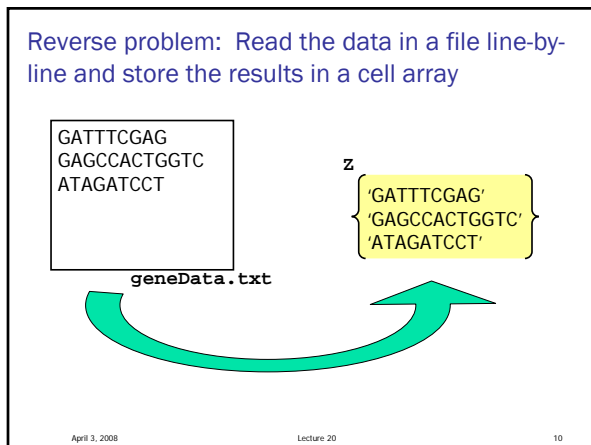 Reverse problem:  Read the data in a file line-by-
line and store the results in a cell array
GATTTCGAG
GAGCCACTGGTC
ATAGATCCT
geneData.txt
Z
‘GATTTCGAG’
‘GAGCCACTGGTC’
‘ATAGATCCT’
April 3, 2008
Lecture 20
10